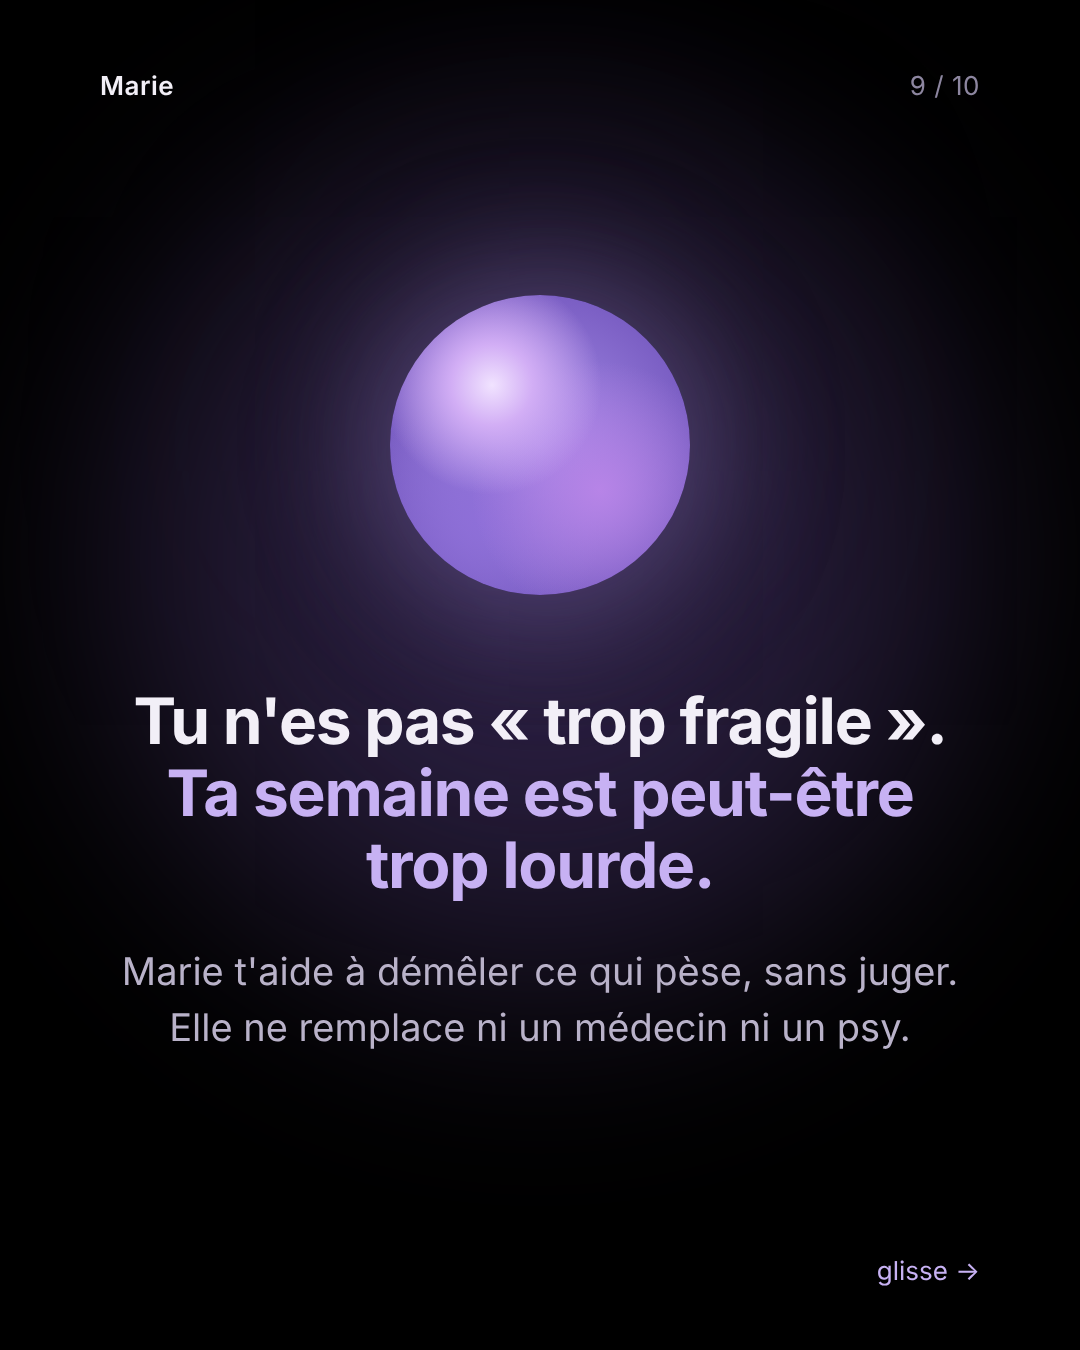 Marie
9 / 10
Tu n'es pas « trop fragile ».
Ta semaine est peut-être
trop lourde.
Marie t'aide à démêler ce qui pèse, sans juger.
Elle ne remplace ni un médecin ni un psy.
glisse →